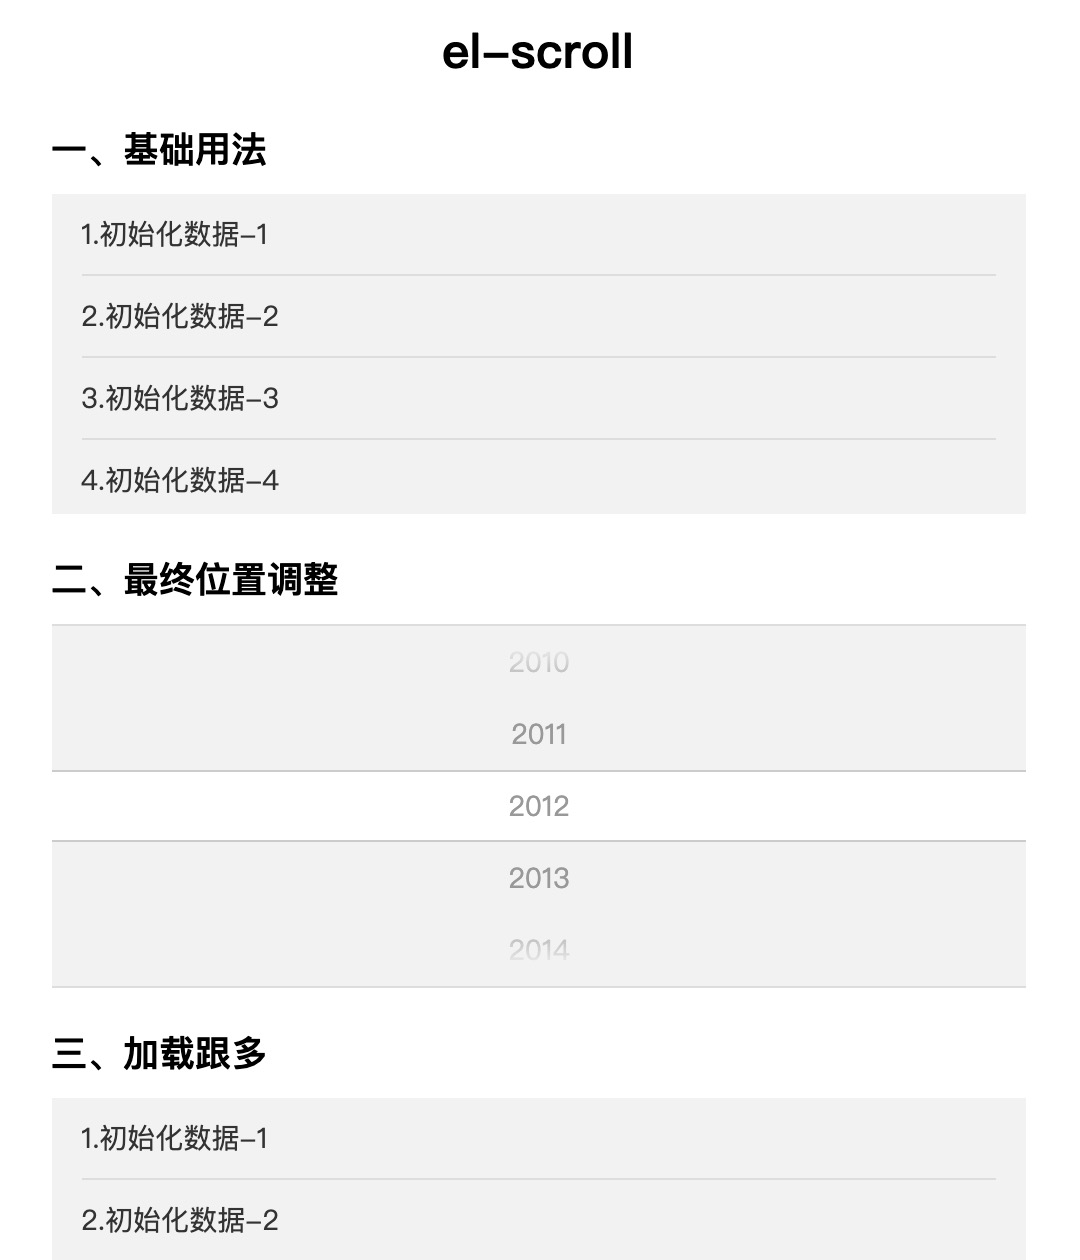 el-scroll
一、基础用法
1.初始化数据-1
2.初始化数据-2
3.初始化数据-3
4.初始化数据-4
二、最终位置调整
2010
2011
2012
2013
2014
三、加载跟多
1.初始化数据-1
2.初始化数据-2